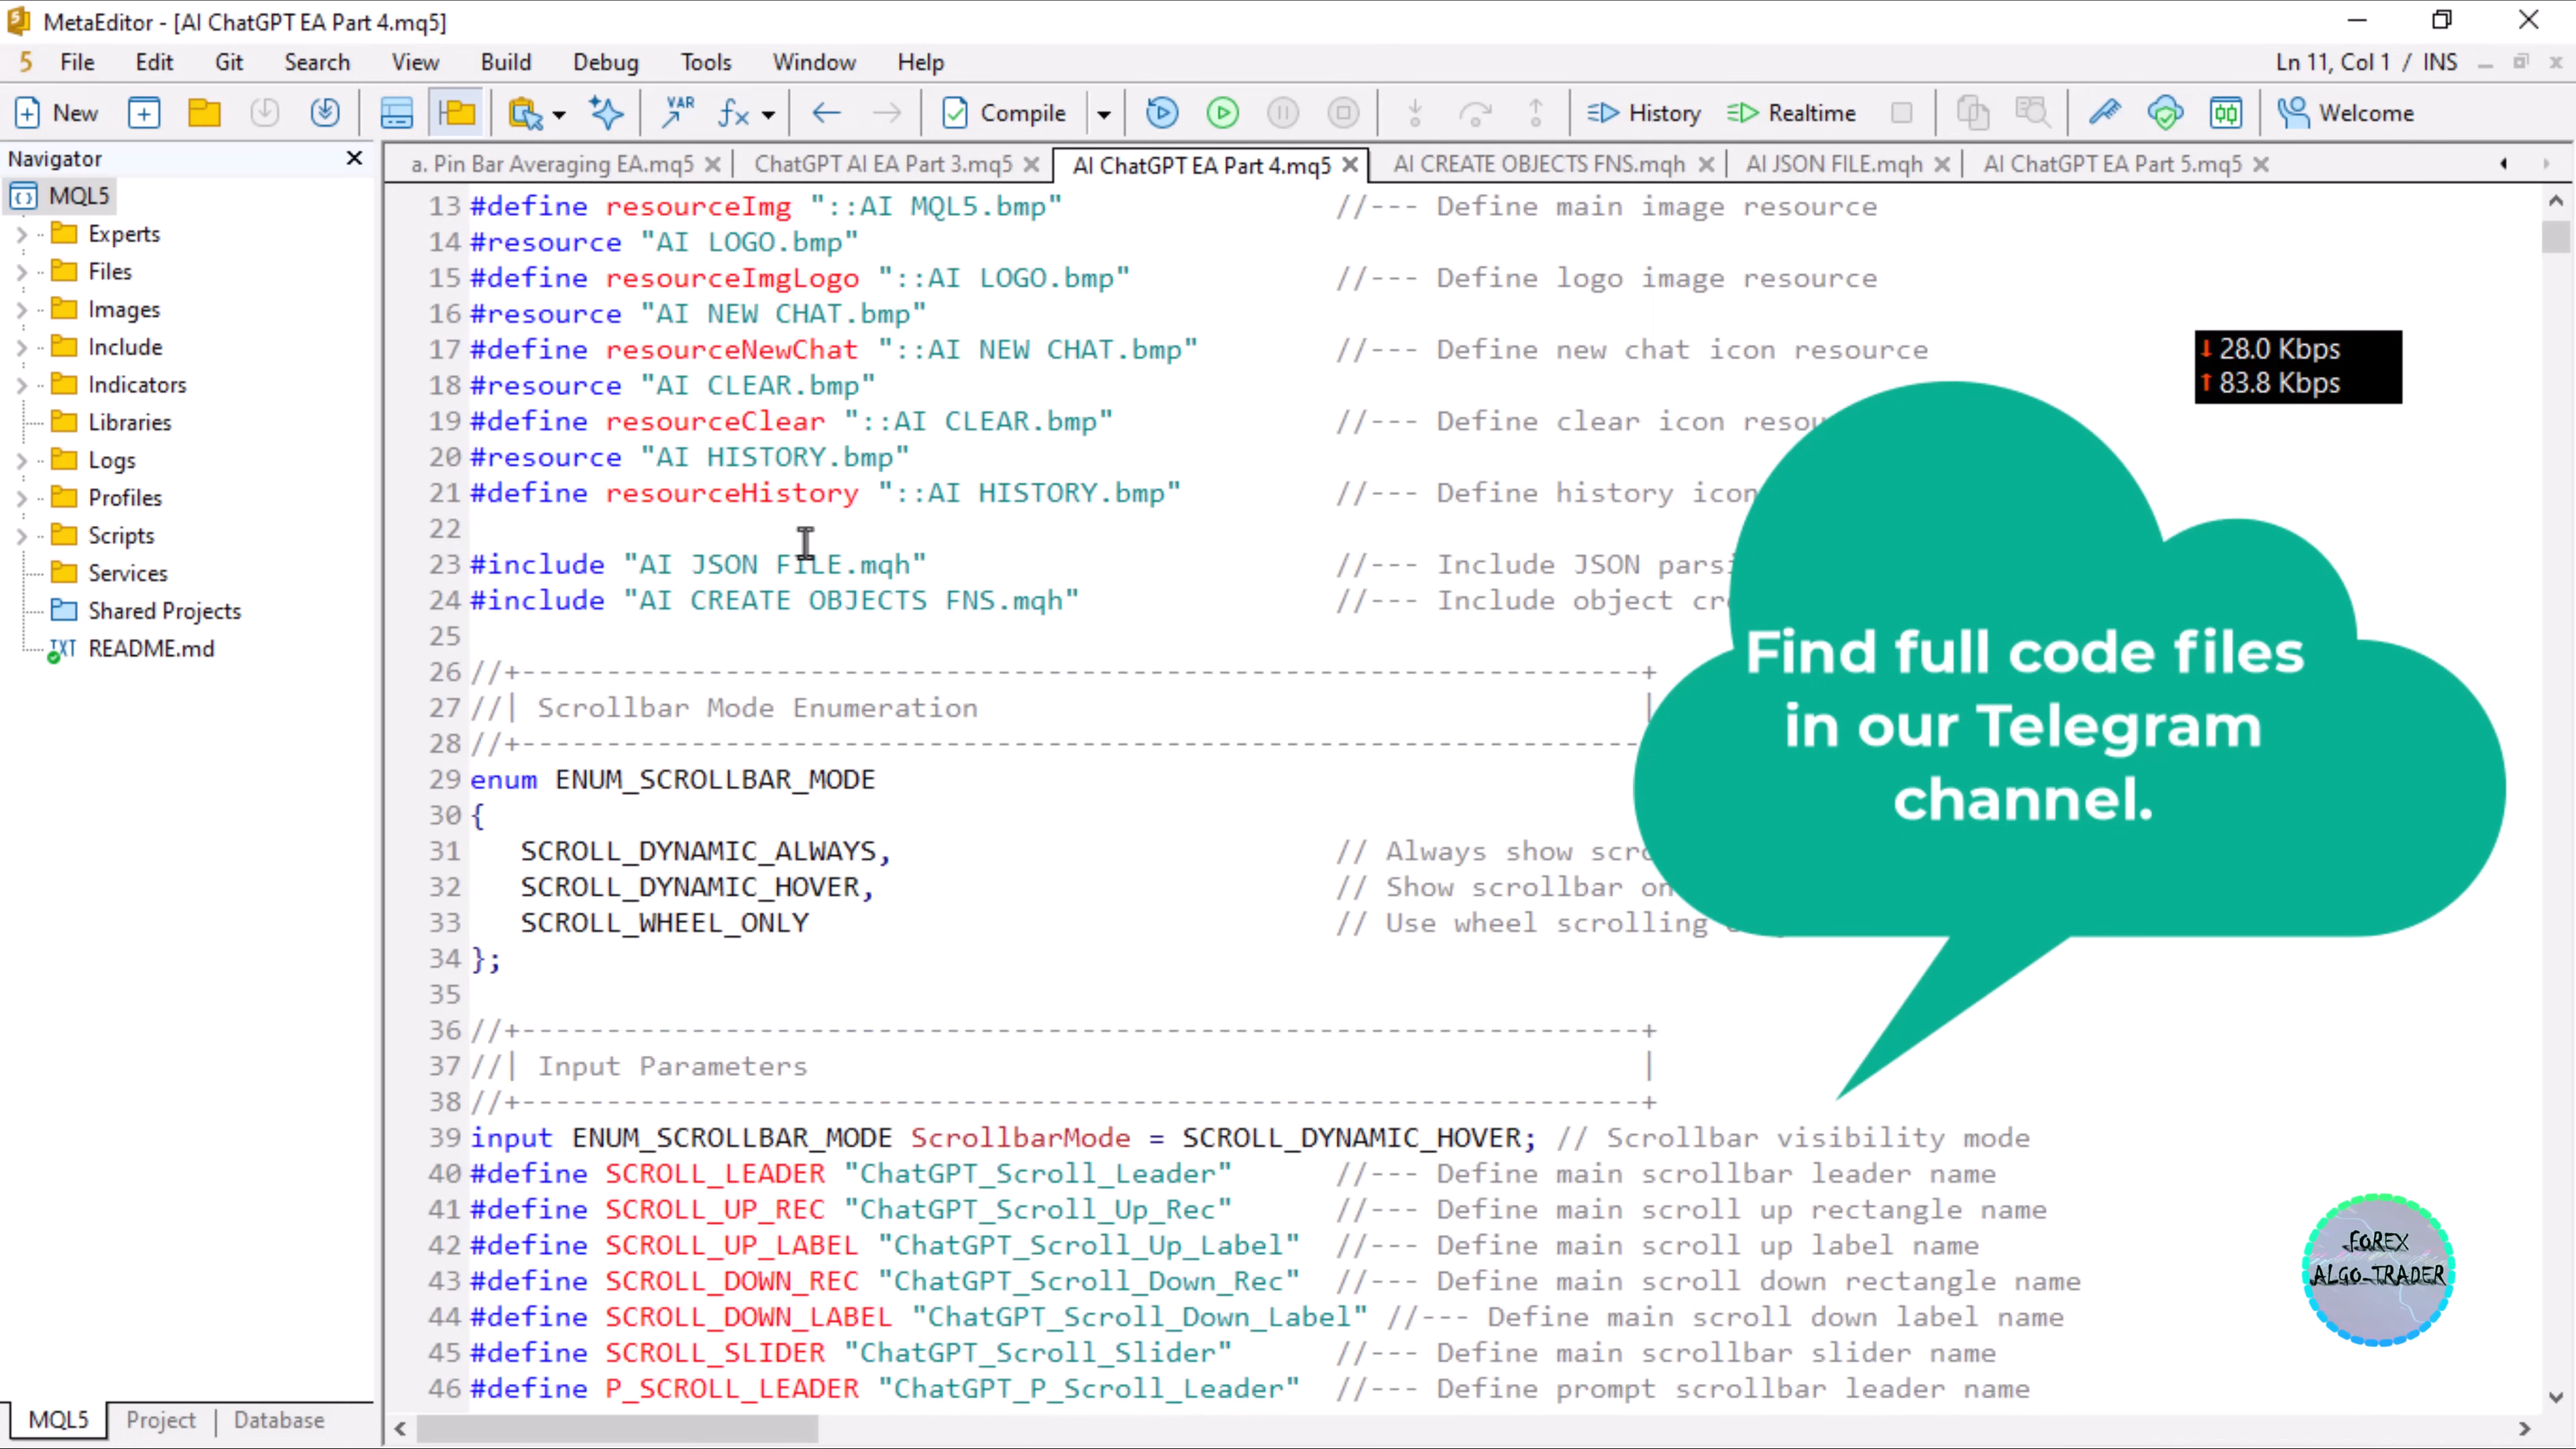 MetaEditor - [AI ChatGPT EA Part 4.mq5]
5 File Edit Git Search View Build Debug Tools Window Help Ln 11, Col 1 / INS
New VAR fx Compile History Realtime Welcome
Navigator
a. Pin Bar Averaging EA.mq5 ChatGPT AI EA Part 3.mq5 AI ChatGPT EA Part 4.mq5 AI CREATE OBJECTS FNS.mqh AI JSON FILE.mqh AI ChatGPT EA Part 5.mq5
MQL5
Experts
Files
Images
Include
Indicators
Libraries
Logs
Profiles
Scripts
Services
Shared Projects
TXT README.md
MQL5 Project Database
13 #define resourceImg "::AI MQL5.bmp" //--- Define main image resource
14 #resource "AI LOGO.bmp"
15 #define resourceImgLogo "::AI LOGO.bmp" //--- Define logo image resource
16 #resource "AI NEW CHAT.bmp"
17 #define resourceNewChat "::AI NEW CHAT.bmp" //--- Define new chat icon resource
18 #resource "AI CLEAR.bmp"
19 #define resourceClear "::AI CLEAR.bmp" //--- Define clear icon
20 #resource "AI HISTORY.bmp"
21 #define resourceHistory "::AI HISTORY.bmp" //--- Define history icon
22
23 #include "AI JSON FILE.mqh" //--- Include JSON
24 #include "AI CREATE OBJECTS FNS.mqh" //--- Include object
25
26 //+------------------------------------------------------------------+
27 //| Scrollbar Mode Enumeration |
28 //+------------------------------------------------------------------
29 enum ENUM_SCROLLBAR_MODE
30 {
31 SCROLL_DYNAMIC_ALWAYS, // Always show
32 SCROLL_DYNAMIC_HOVER, // Show scrollbar on
33 SCROLL_WHEEL_ONLY // Use wheel scrolling
34 };
35
36 //+------------------------------------------------------------------+
37 //| Input Parameters |
38 //+------------------------------------------------------------------+
39 input ENUM_SCROLLBAR_MODE ScrollbarMode = SCROLL_DYNAMIC_HOVER; // Scrollbar visibility mode
40 #define SCROLL_LEADER "ChatGPT_Scroll_Leader" //--- Define main scrollbar leader name
41 #define SCROLL_UP_REC "ChatGPT_Scroll_Up_Rec" //--- Define main scroll up rectangle name
42 #define SCROLL_UP_LABEL "ChatGPT_Scroll_Up_Label" //--- Define main scroll up label name
43 #define SCROLL_DOWN_REC "ChatGPT_Scroll_Down_Rec" //--- Define main scroll down rectangle name
44 #define SCROLL_DOWN_LABEL "ChatGPT_Scroll_Down_Label" //--- Define main scroll down label name
45 #define SCROLL_SLIDER "ChatGPT_Scroll_Slider" //--- Define main scrollbar slider name
46 #define P_SCROLL_LEADER "ChatGPT_P_Scroll_Leader" //--- Define prompt scrollbar leader name
28.0 Kbps
83.8 Kbps
Find full code files
in our Telegram
channel.
FOREX
ALGO-TRADER